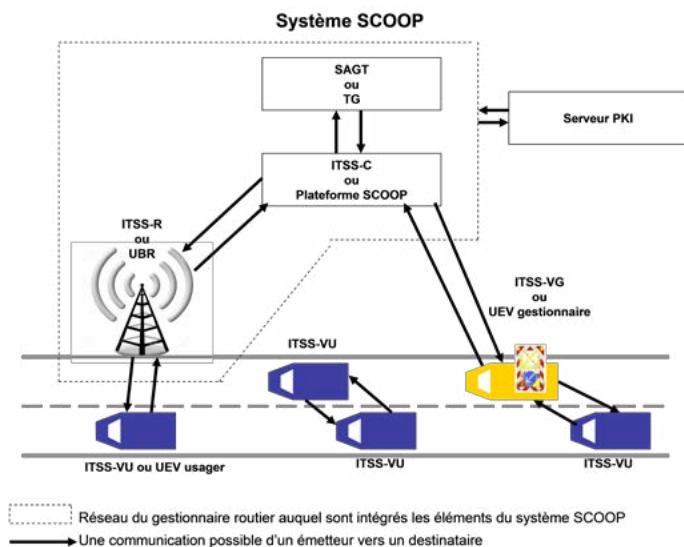 Système SCOOP
SAGT
ou
TG
Serveur PKI
ITSS-C
ou
Plateforme SCOOP
ITSS-R
ou
UBR
ITSS-VG
ou
UEV gestionnaire
ITSS-VU
ITSS-VU ou UEV usager
ITSS-VU
ITSS-VU
Réseau du gestionnaire routier auquel sont intégrés les éléments du système SCOOP
Une communication possible d'un émetteur vers un destinataire